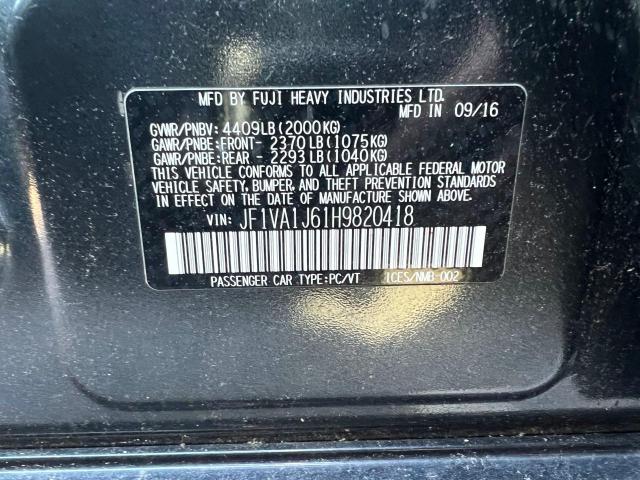 MFD BY FUJI HEAVY INDUSTRIES LTD.
MFD IN 09/16
GVWR/PNBV: 4409LB(2000KG)
GAWR/PNBE:FRONT- 2370LB(1075KG)
GAWR/PNBE:REAR - 2293LB(1040KG)
THIS VEHICLE CONFORMS TO ALL APPLICABLE FEDERAL MOTOR
VEHICLE SAFETY, BUMPER, AND THEFT PREVENTION STANDARDS
IN EFFECT ON THE DATE OF MANUFACTURE SHOWN ABOVE.
VIN: JF1VA1J61H9820418
PASSENGER CAR TYPE:PC/VT ICES/NMB-002